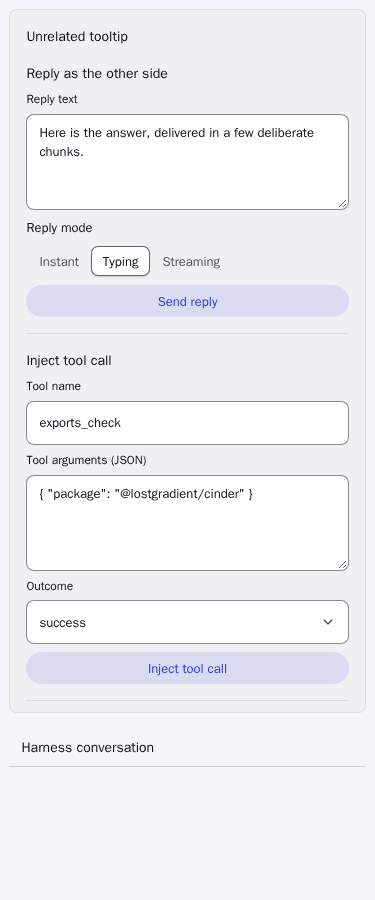 Unrelated tooltip
Reply as the other side
Reply text
Here is the answer, delivered in a few deliberate
chunks.
Reply mode
Instant Typing Streaming
Send reply
Inject tool call
Tool name
exports_check
Tool arguments (JSON)
{ "package": "@lostgradient/cinder" }
Outcome
success
Inject tool call
Harness conversation